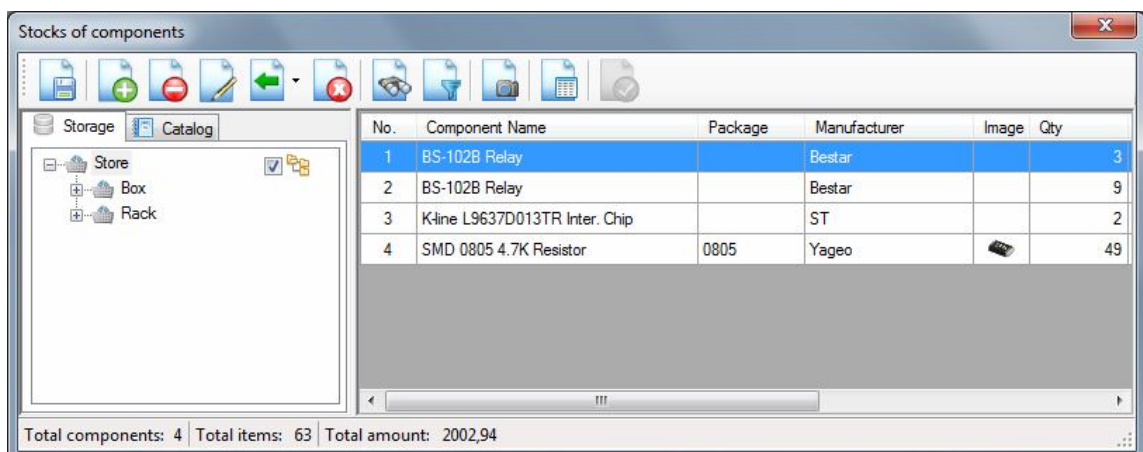 Stocks of components
Storage Catalog
Store
Box
Rack
No. Component Name Package Manufacturer Image Qty
1 BS-102B Relay Bestar 3
2 BS-102B Relay Bestar 9
3 K-line L9637D013TR Inter. Chip ST 2
4 SMD 0805 4.7K Resistor 0805 Yageo 49
Total components: 4 Total items: 63 Total amount: 2002,94